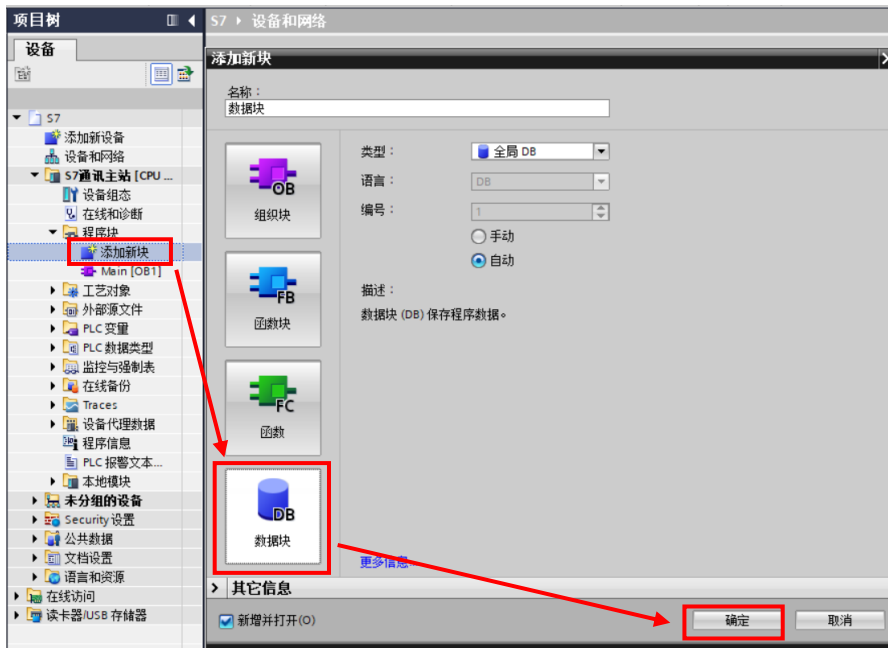 项目树
S7 ▸ 设备和网络
设备
添加新块
名称：
数据块
S7
添加新设备
设备和网络
S7通讯主站 [CPU ...
设备组态
在线和诊断
程序块
添加新块
Main [OB1]
工艺对象
外部源文件
PLC 变量
PLC 数据类型
监控与强制表
在线备份
Traces
设备代理数据
程序信息
PLC 报警文本...
本地模块
未分组的设备
Security 设置
公共数据
文档设置
语言和资源
在线访问
读卡器/USB 存储器
OB
组织块
FB
函数块
FC
函数
DB
数据块
类型：
全局 DB
语言：
DB
编号：
1
手动
自动
描述：
数据块 (DB) 保存程序数据。
更多信息...
其它信息
新增并打开(O)
确定
取消